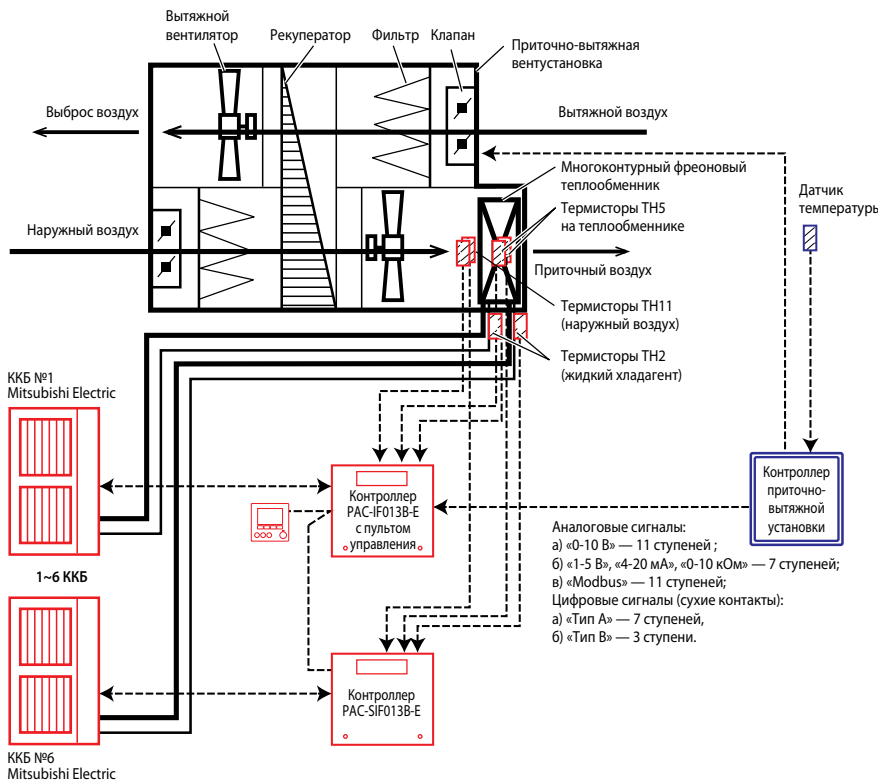 Вытяжной
вентилятор
Рекуператор
Фильтр
Клапан
Приточно-вытяжная
вентустановка
Выброс воздух
Вытяжной воздух
Многоконтурный фреоновый
теплообменник
Датчик
температуры
Термисторы TH5
на теплообменнике
Наружный воздух
Приточный воздух
Термисторы TH11
(наружный воздух)
Термисторы TH2
(жидкий хладагент)
ККБ №1
Mitsubishi Electric
Контроллер
PAC-IF013B-E
с пультом
управления
Контроллер
приточно-
вытяжной
установки
Аналоговые сигналы:
а) «0-10 В» — 11 ступеней ;
б) «1-5 В», «4-20 мА», «0-10 кОм» — 7 ступеней;
в) «Modbus» — 11 ступеней;
Цифровые сигналы (сухие контакты):
а) «Тип А» — 7 ступеней,
б) «Тип В» — 3 ступени.
1~6 ККБ
Контроллер
PAC-SIF013B-E
ККБ №6
Mitsubishi Electric